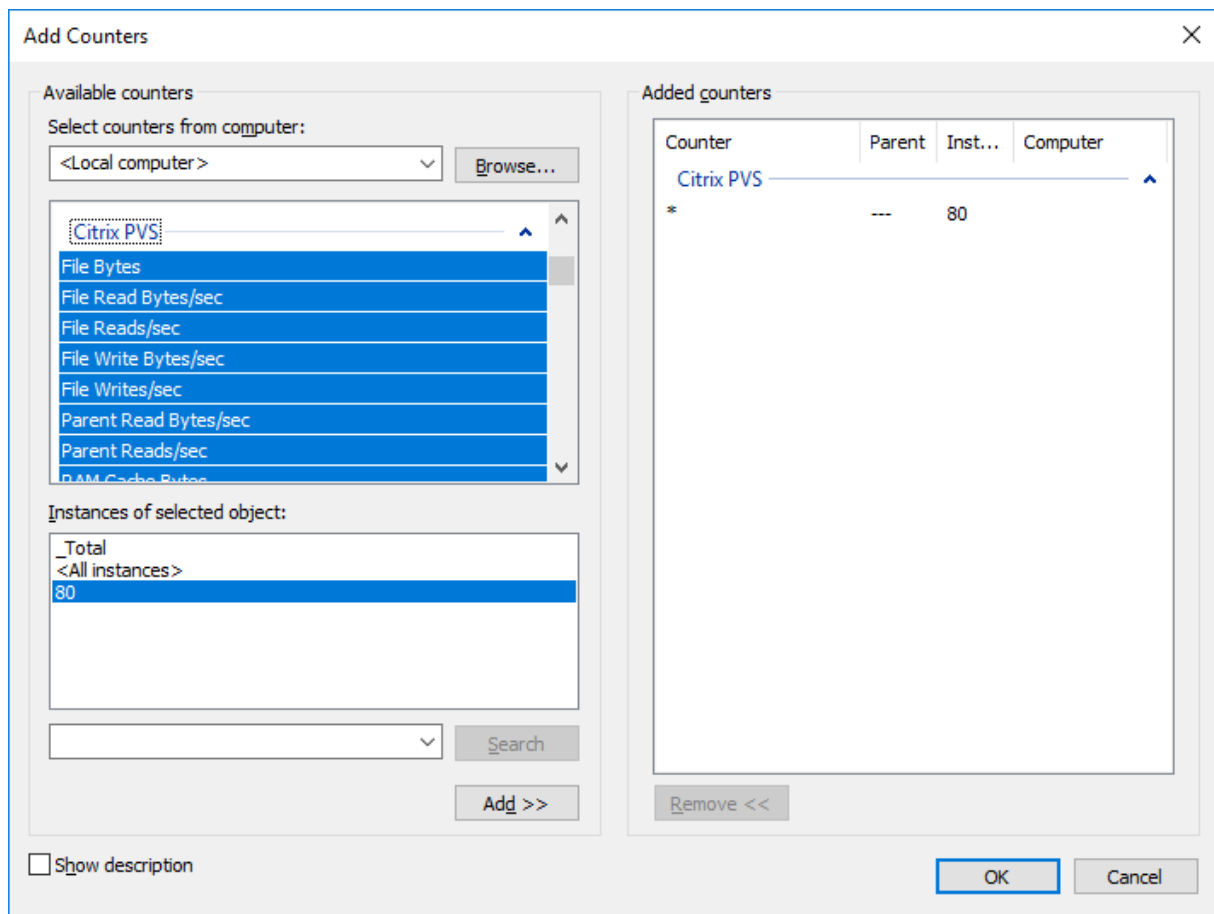 Add Counters
Available counters
Select counters from computer:
<Local computer>
Browse...
Citrix PVS
File Bytes
File Read Bytes/sec
File Reads/sec
File Write Bytes/sec
File Writes/sec
Parent Read Bytes/sec
Parent Reads/sec
RAM Cache Bytes
Instances of selected object:
_Total
<All instances>
80
Search
Add >>
Show description
Added counters
Counter Parent Inst... Computer
Citrix PVS
* --- 80
Remove <<
OK Cancel